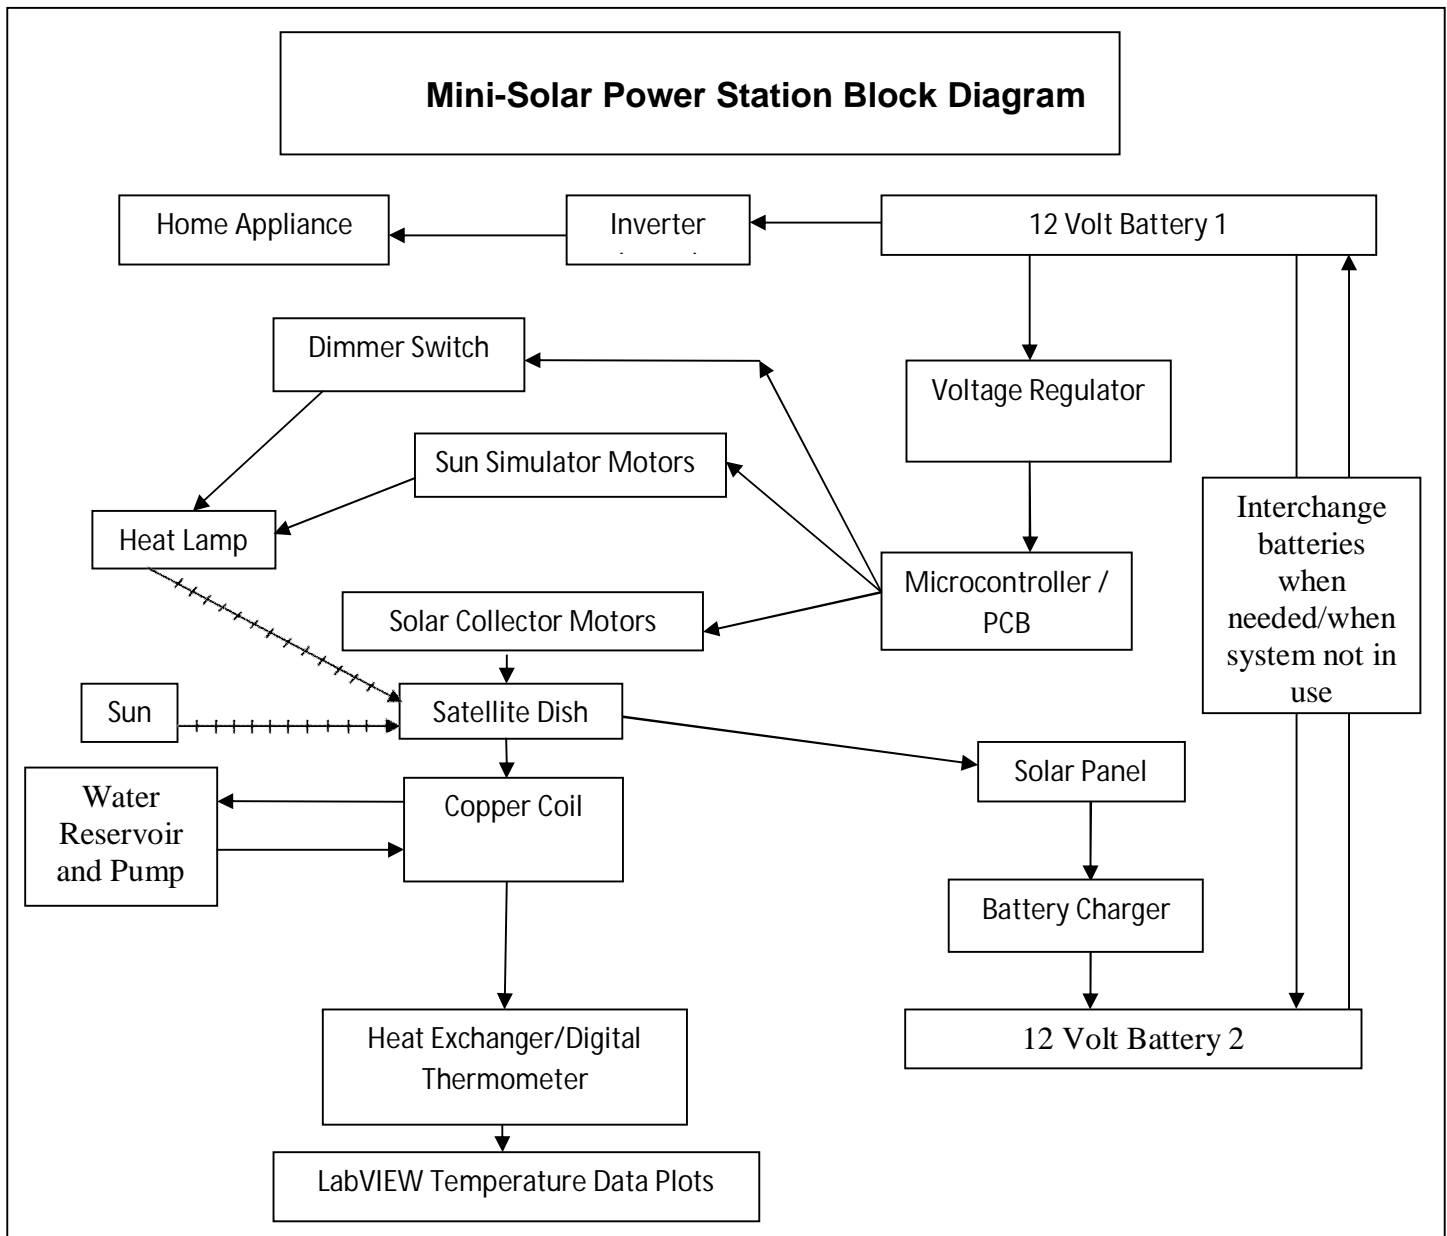 Mini-Solar Power Station Block Diagram
Home Appliance
Inverter
12 Volt Battery 1
Dimmer Switch
Voltage Regulator
Sun Simulator Motors
Heat Lamp
Microcontroller /
PCB
Interchange
batteries
when
needed/when
system not in
use
Solar Collector Motors
Sun
Satellite Dish
Solar Panel
Water
Reservoir
and Pump
Copper Coil
Battery Charger
Heat Exchanger/Digital
Thermometer
12 Volt Battery 2
LabVIEW Temperature Data Plots